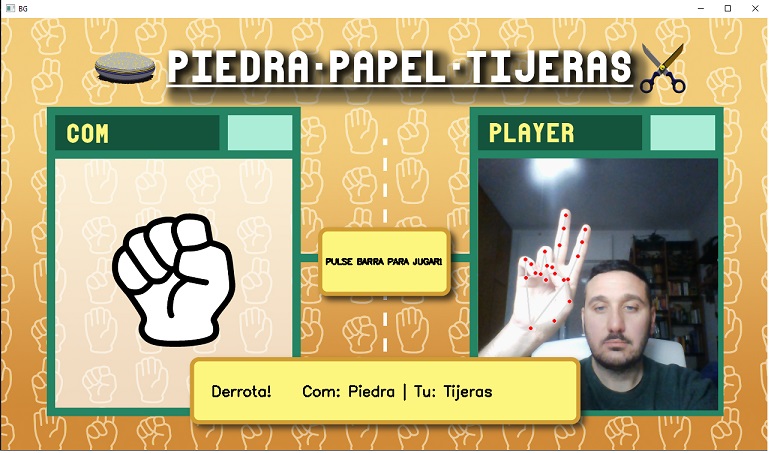 BG
PIEDRA·PAPEL·TIJERAS
COM
PLAYER
PULSE BARRA PARA JUGAR!
Derrota! Com: Piedra | Tu: Tijeras